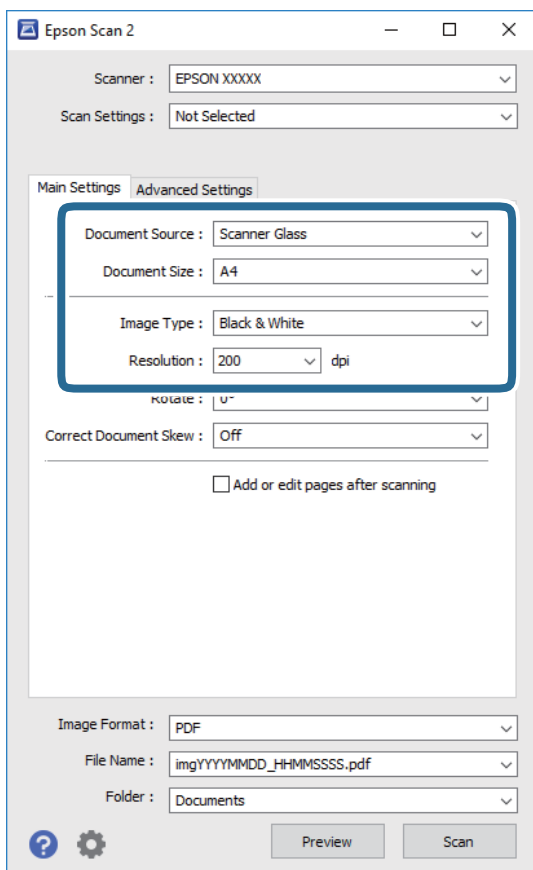 Epson Scan 2
Scanner : EPSON XXXXX
Scan Settings : Not Selected
Main Settings Advanced Settings
Document Source : Scanner Glass
Document Size : A4
Image Type : Black & White
Resolution : 200 dpi
Rotate : 0°
Correct Document Skew : Off
Add or edit pages after scanning
Image Format : PDF
File Name : imgYYYYMMDD_HHMMSSSS.pdf
Folder : Documents
? Preview Scan